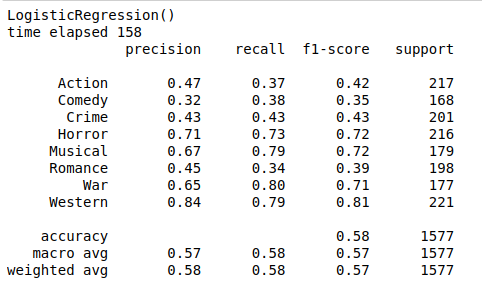 LogisticRegression()
time elapsed 158
precision recall f1-score support
Action 0.47 0.37 0.42 217
Comedy 0.32 0.38 0.35 168
Crime 0.43 0.43 0.43 201
Horror 0.71 0.73 0.72 216
Musical 0.67 0.79 0.72 179
Romance 0.45 0.34 0.39 198
War 0.65 0.80 0.71 177
Western 0.84 0.79 0.81 221
accuracy 0.58 1577
macro avg 0.57 0.58 0.57 1577
weighted avg 0.58 0.58 0.57 1577